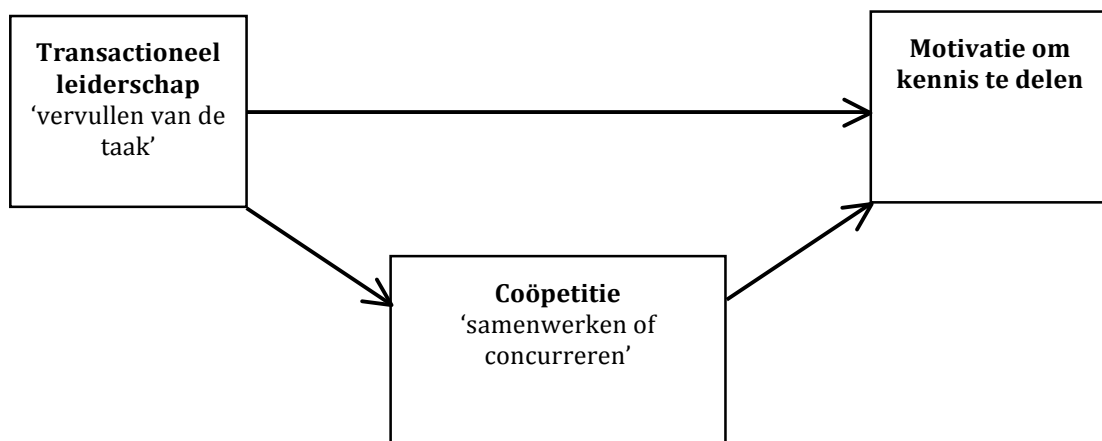 Transactioneel
leiderschap
‘vervullen van de
taak’
Motivatie om
kennis te delen
Coöpetitie
‘samenwerken of
concurreren’